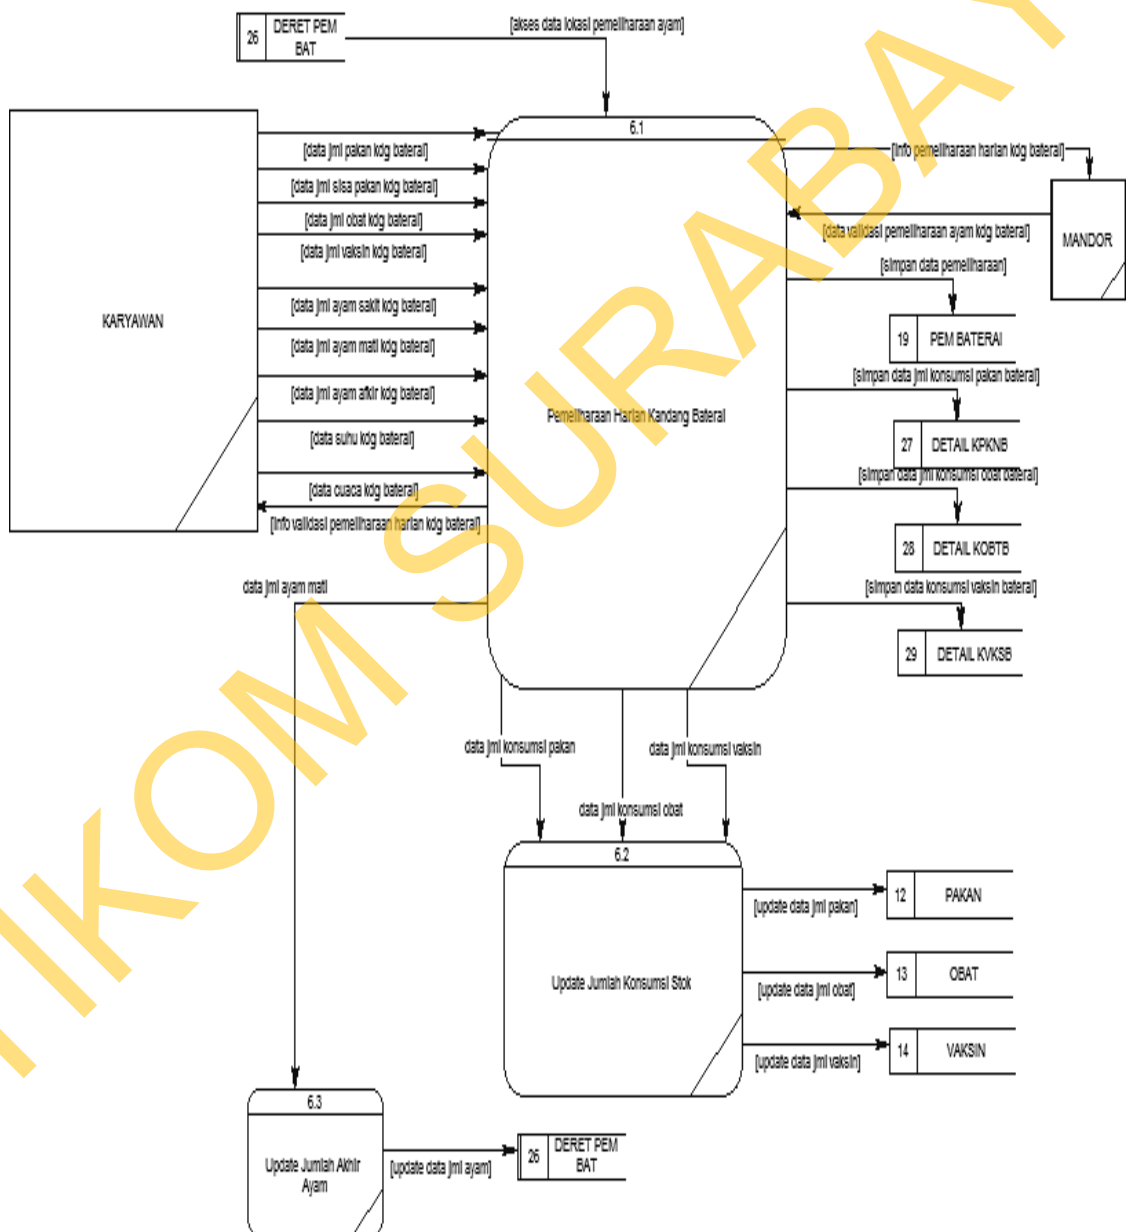 26 DERET PEM
BAT
[akses data lokasi pemeliharaan ayam]
KARYAWAN
[data jml pakan kdg baterai]
[data jml sisa pakan kdg baterai]
[data jml obat kdg baterai]
[data jml vaksin kdg baterai]
[data jml ayam sakit kdg baterai]
[data jml ayam mati kdg baterai]
[data jml ayam afkir kdg baterai]
[data suhu kdg baterai]
[data cuaca kdg baterai]
[info validasi pemeliharaan harian kdg baterai]
6.1
Pemeliharaan Harian Kandang Baterai
[info pemeliharaan harian kdg baterai]
[data validasi pemeliharaan ayam kdg baterai]
MANDOR
[simpan data pemeliharaan]
19 PEM BATERAI
[simpan data jml konsumsi pakan baterai]
27 DETAIL KPKNB
[simpan data jml konsumsi obat baterai]
28 DETAIL KOBTB
[simpan data konsumsi vaksin baterai]
29 DETAIL KVKSB
data jml ayam mati
data jml konsumsi pakan
data jml konsumsi obat
data jml konsumsi vaksin
6.2
Update Jumlah Konsumsi Stok
[update data jml pakan]
12 PAKAN
[update data jml obat]
13 OBAT
[update data jml vaksin]
14 VAKSIN
6.3
Update Jumlah Akhir
Ayam
[update data jml ayam]
26 DERET PEM
BAT
IKOM SURABAY